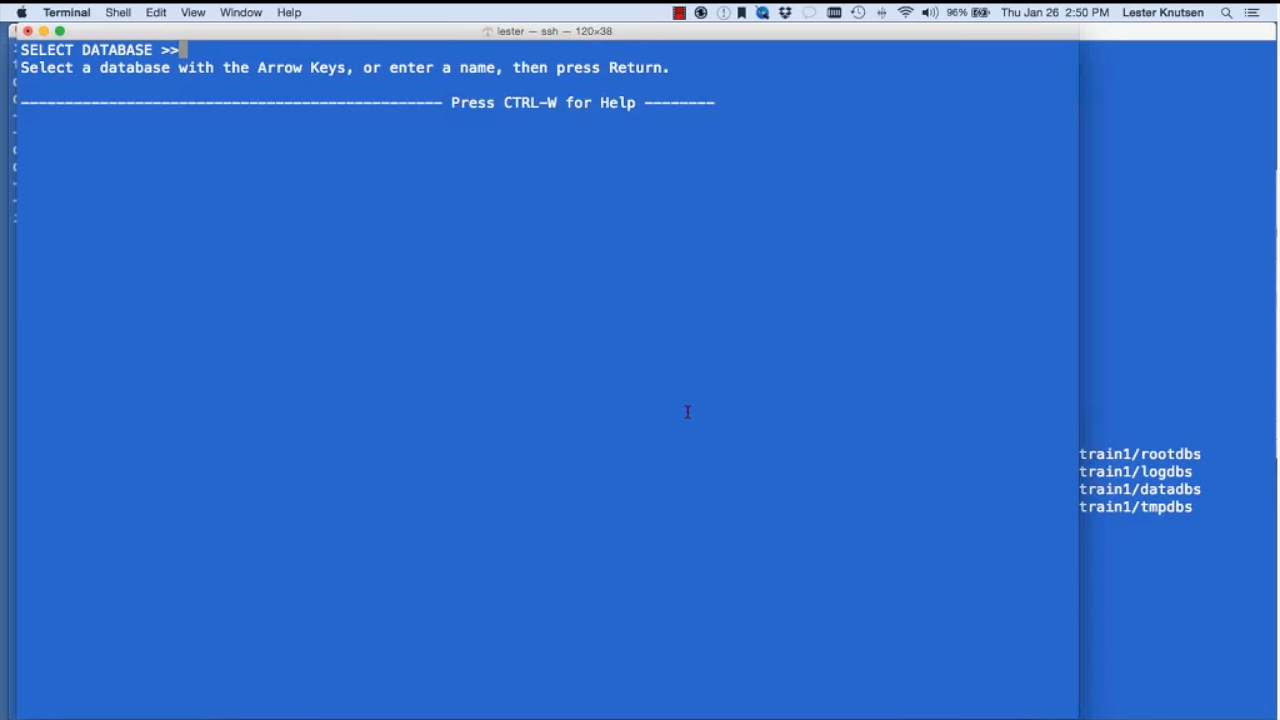 Terminal Shell Edit View Window Help 96% Thu Jan 26 2:50 PM Lester Knutsen
lester — ssh — 120×38
SELECT DATABASE >>
Select a database with the Arrow Keys, or enter a name, then press Return.
------------------------------------------------ Press CTRL-W for Help --------
train1/rootdbs
train1/logdbs
train1/datadbs
train1/tmpdbs